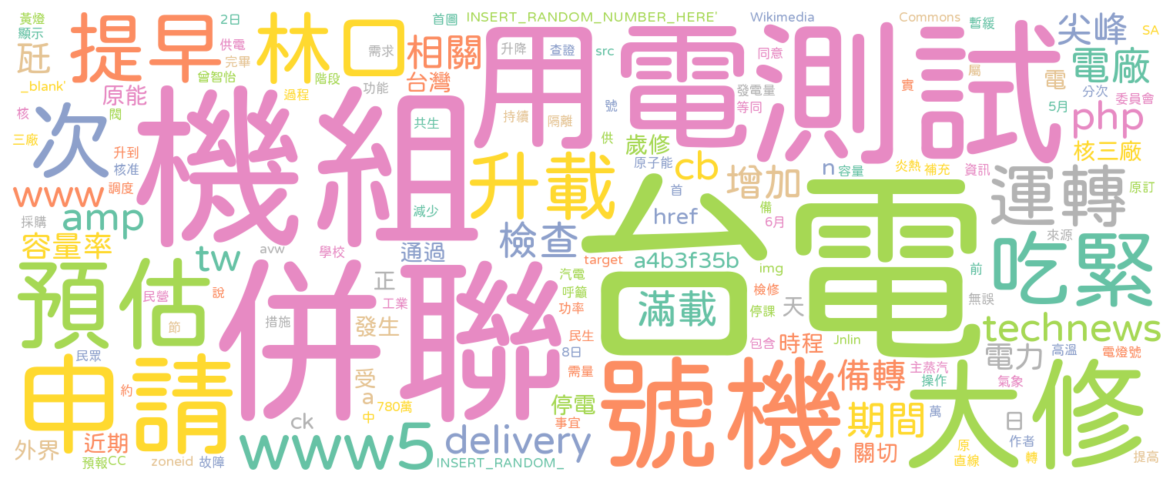 黃燈
顯示
瓩
_blank'
提早
2日
供電
完畢
曾智怡
原能
林口
需求
階段
過程
功能
首圖
相關
台灣
INSERT_RANDOM_NUMBER_HERE'
升降
查證
src
同意
Wikimedia
Commons
暫緩
尖峰
SA
用電
測試
電廠
電
屬
分次
實
發電量
等同
5月
委員會
php
核
三廠
閥
次
升到
核准
調度
www
機組
共生
持續
隔離
號
供
歲修
原子能
cb
首
n
容量
炎熱
補充
資訊
核三廠
原訂
升載
增加
運轉
來源
採購
amp
減少
href
備
6月
容量率
tw
avw
學校
通過
檢查
a4b3f35b
target
img
前
吃緊
無誤
預估
民營
說
節
措施
併聯
正
工業
發生
汽電
呼籲
功率
台電
滿載
天
檢修
停課
Jnlin
technews
民眾
約
申請
受
a
中
780萬
8日
民生
需量
包含
時程
電力
高溫
電燈號
主蒸汽
操作
氣象
停電
事宜
號機
備轉
萬
大修
外界
近期
預報
CC
zoneid
故障
ck
www5
delivery
INSERT_RANDOM_
期間
關切
日
原
作者
直線
轉
提高